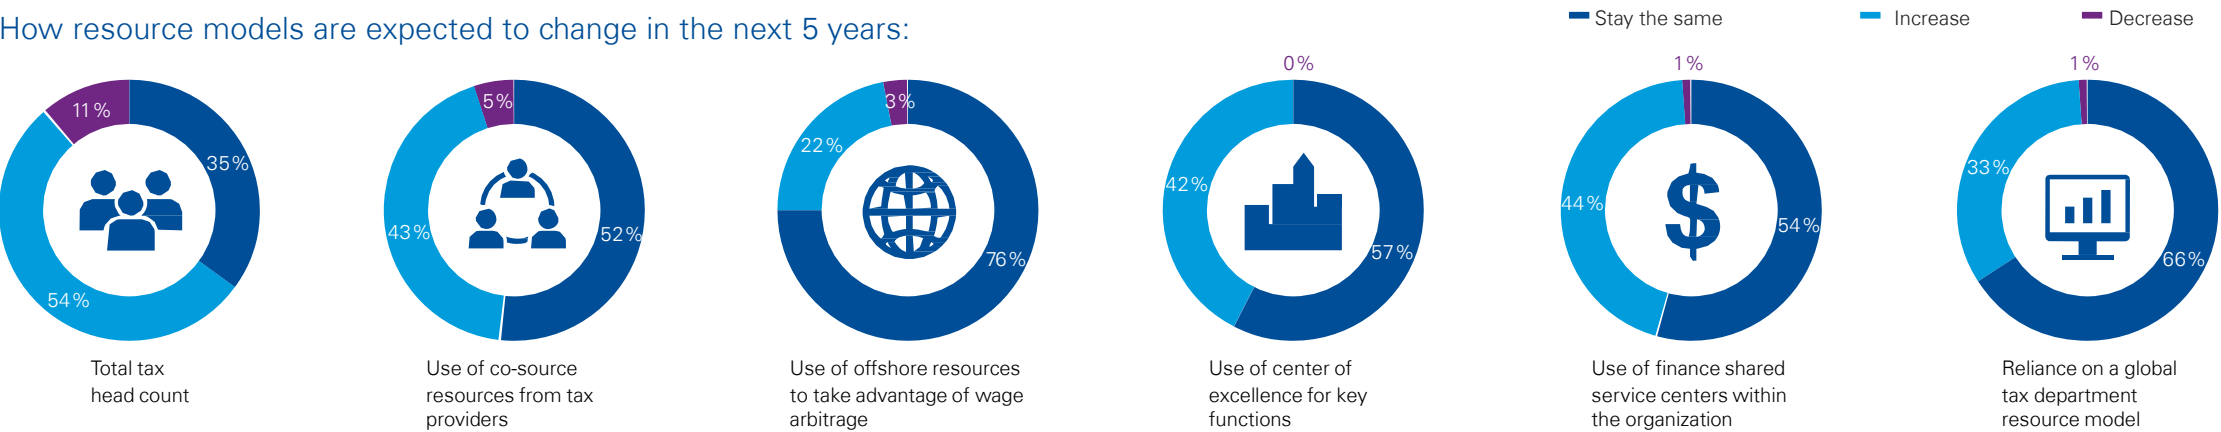 How resource models are expected to change in the next 5 years:
Stay the same
Increase
Decrease
11%
35%
54%
Total tax
head count
5%
43%
52%
Use of co-source
resources from tax
providers
3%
22%
76%
Use of offshore resources
to take advantage of wage
arbitrage
0%
42%
57%
Use of center of
excellence for key
functions
1%
44%
54%
Use of finance shared
service centers within
the organization
1%
33%
66%
Reliance on a global
tax department
resource model